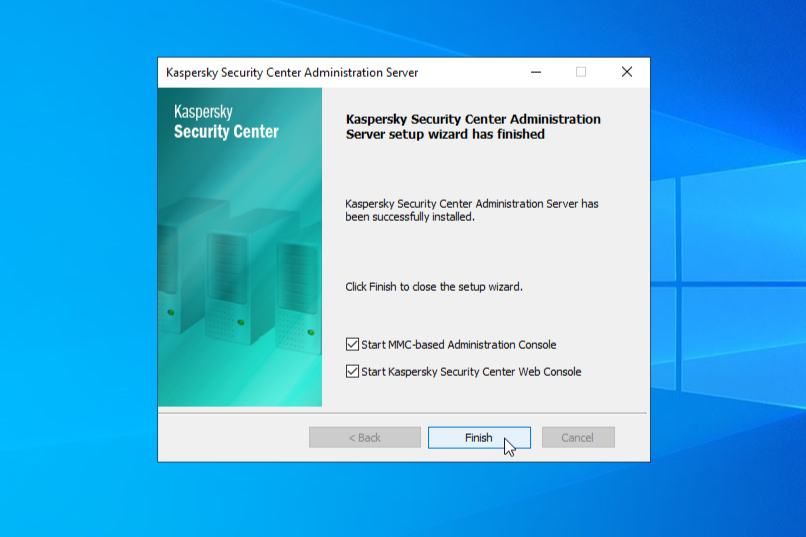 Kaspersky Security Center Administration Server
Kaspersky
Security Center
Kaspersky Security Center Administration
Server setup wizard has finished
Kaspersky Security Center Administration Server has
been successfully installed.
Click Finish to close the setup wizard.
Start MMC-based Administration Console
Start Kaspersky Security Center Web Console
< Back
Finish
Cancel